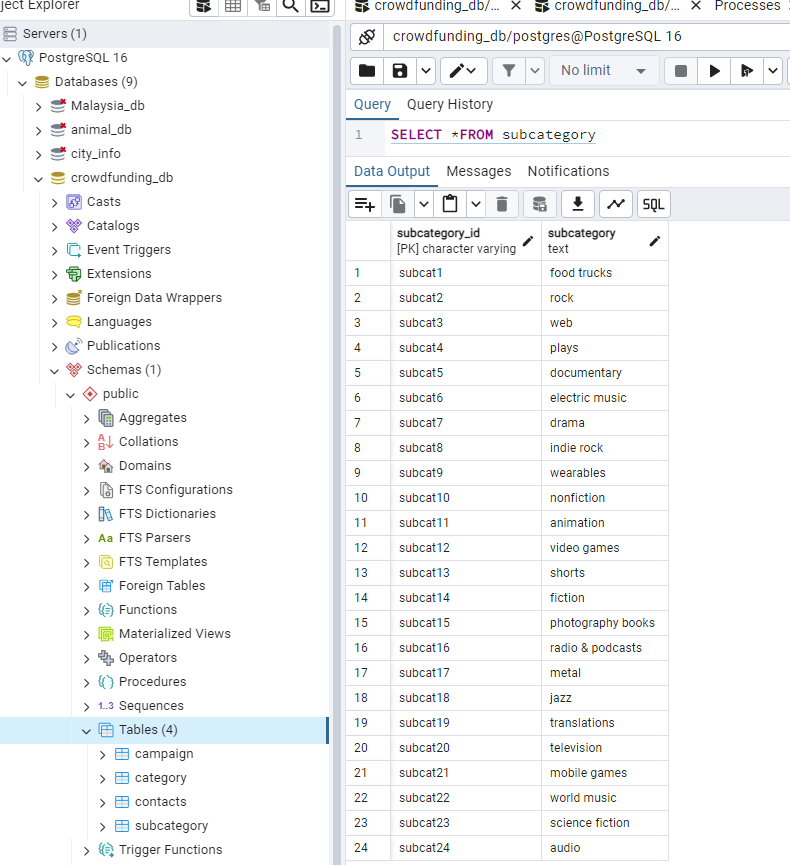 ject Explorer
Servers (1)
PostgreSQL 16
Databases (9)
Malaysia_db
animal_db
city_info
crowdfunding_db
Casts
Catalogs
Event Triggers
Extensions
Foreign Data Wrappers
Languages
Publications
Schemas (1)
public
Aggregates
Collations
Domains
FTS Configurations
FTS Dictionaries
Aa FTS Parsers
FTS Templates
Foreign Tables
Functions
Materialized Views
Operators
Procedures
1..3 Sequences
Tables (4)
campaign
category
contacts
subcategory
Trigger Functions
crowdfunding_db/... crowdfunding_db/... Processes
crowdfunding_db/postgres@PostgreSQL 16
No limit
Query Query History
1 SELECT *FROM subcategory
Data Output Messages Notifications
SQL
subcategory_id subcategory
[PK] character varying text
1 subcat1 food trucks
2 subcat2 rock
3 subcat3 web
4 subcat4 plays
5 subcat5 documentary
6 subcat6 electric music
7 subcat7 drama
8 subcat8 indie rock
9 subcat9 wearables
10 subcat10 nonfiction
11 subcat11 animation
12 subcat12 video games
13 subcat13 shorts
14 subcat14 fiction
15 subcat15 photography books
16 subcat16 radio & podcasts
17 subcat17 metal
18 subcat18 jazz
19 subcat19 translations
20 subcat20 television
21 subcat21 mobile games
22 subcat22 world music
23 subcat23 science fiction
24 subcat24 audio